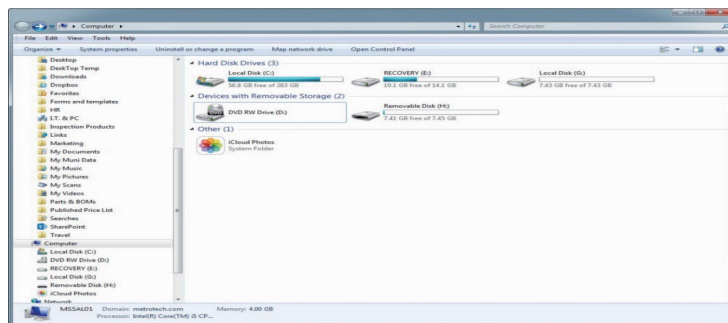 Computer
Search Computer
File Edit View Tools Help
Organize System properties Uninstall or change a program Map network drive Open Control Panel
Desktop
DeskTop Temp
Downloads
Dropbox
Favorites
Forms and templates
HR
I.T. & PC
Inspection Products
Links
Marketing
My Documents
My Muni Data
My Music
My Pictures
My Scans
My Videos
Parts & BOMs
Published Price List
Searches
SharePoint
Travel
Computer
Local Disk (C:)
DVD RW Drive (D:)
RECOVERY (E:)
Local Disk (G:)
Removable Disk (H:)
iCloud Photos
Network
Hard Disk Drives (3)
Local Disk (C:)
56.8 GB free of 283 GB
RECOVERY (E:)
10.1 GB free of 14.1 GB
Local Disk (G:)
7.43 GB free of 7.43 GB
Devices with Removable Storage (2)
DVD RW Drive (D:)
Removable Disk (H:)
7.41 GB free of 7.45 GB
Other (1)
iCloud Photos
System Folder
MSSAL01 Domain: metrotech.com Memory: 4.00 GB
Processor: Intel(R) Core(TM) i5 CP...